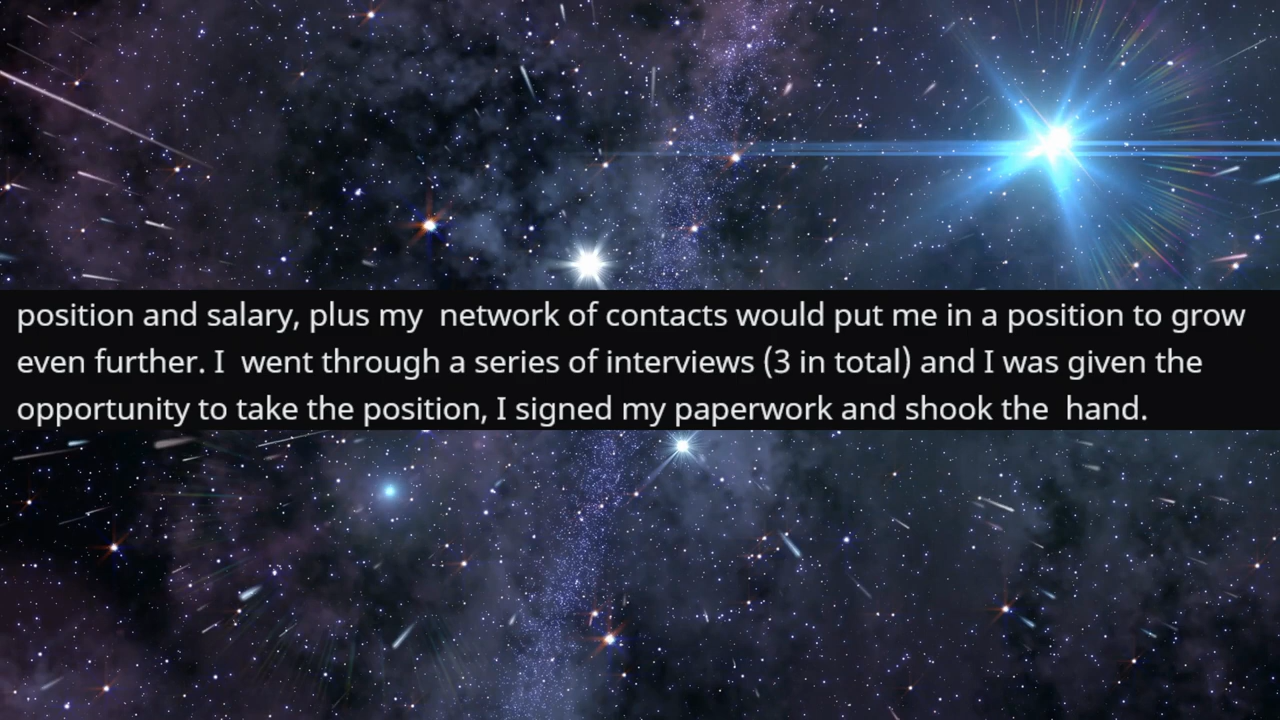 position and salary, plus my  network of contacts would put me in a position to grow
even further. I  went through a series of interviews (3 in total) and I was given the
opportunity to take the position, I signed my paperwork and shook the  hand.